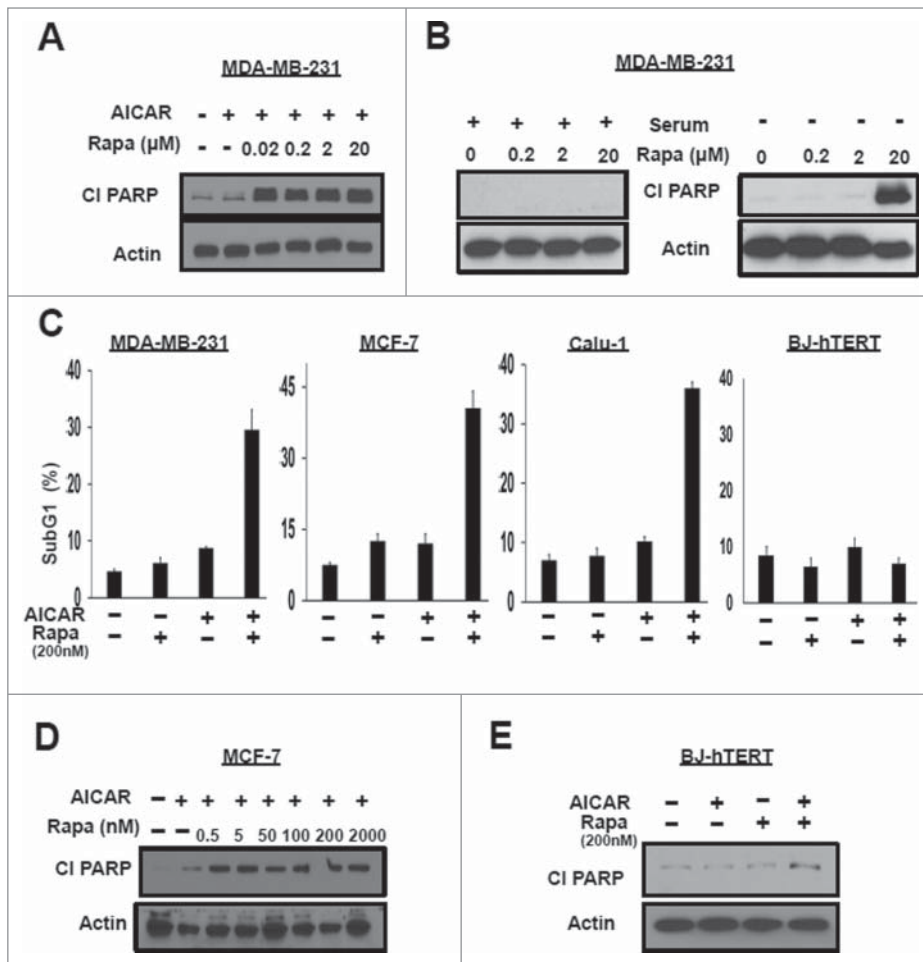 A
MDA-MB-231
AICAR - + + + + +
Rapa (µM) - - 0.02 0.2 2 20
Cl PARP
Actin
B
MDA-MB-231
+ + + + Serum - - - -
0 0.2 2 20 Rapa (µM) 0 0.2 2 20
Cl PARP
Actin
C
MDA-MB-231 MCF-7 Calu-1 BJ-hTERT
SubG1 (%)
40 30 20 10 0
45 30 15 0
40 30 20 10 0
40 30 20 10 0
AICAR - - + + - - + + - - + + - - + +
Rapa - + - + - + - + - + - + - + - +
(200nM)
D
MCF-7
AICAR - + + + + + + +
Rapa (nM) - - 0.5 5 50 100 200 2000
Cl PARP
Actin
E
BJ-hTERT
AICAR - + - +
Rapa - - + +
(200nM)
Cl PARP
Actin